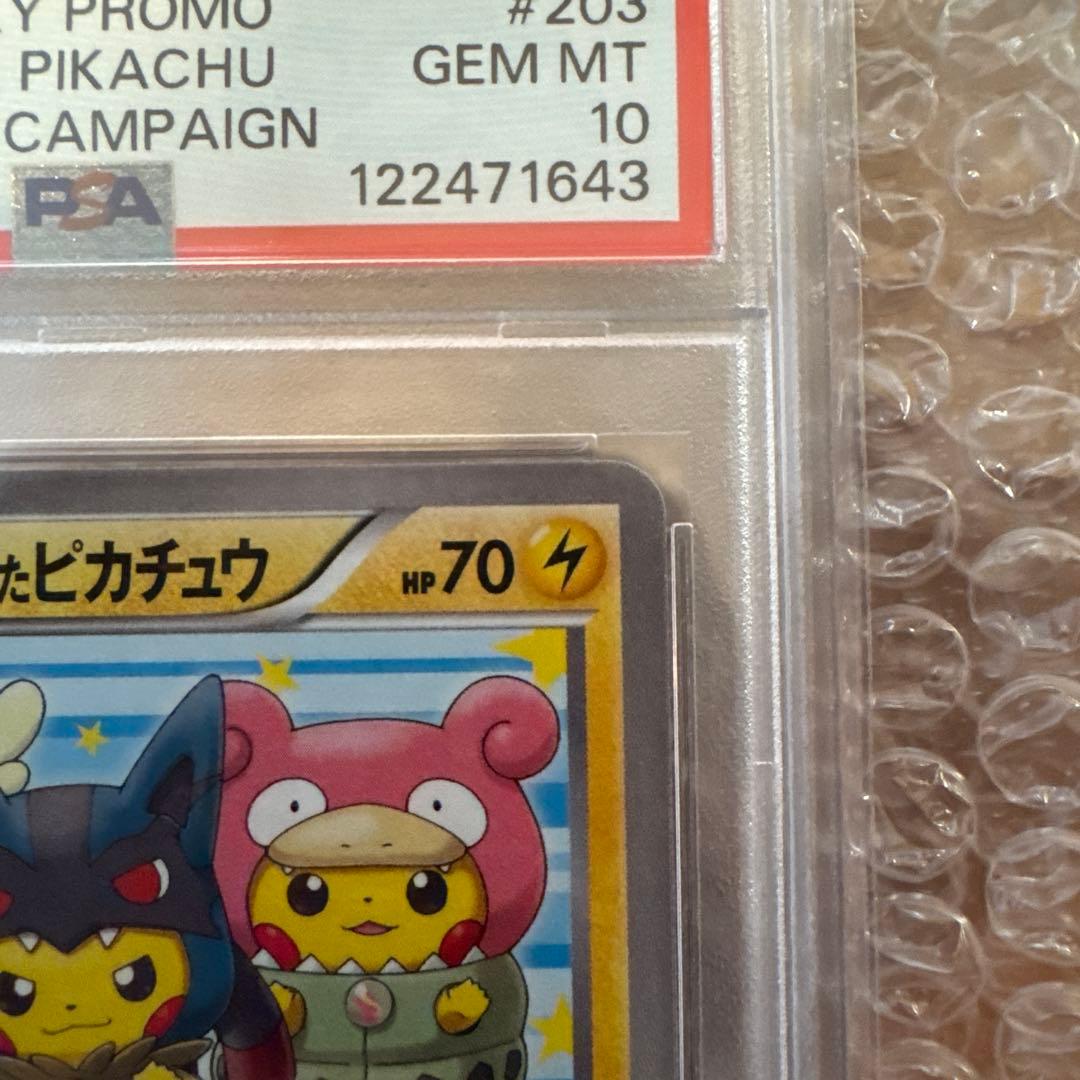 Y PROMO #203
PIKACHU GEM MT
CAMPAIGN 10
PSA 122471643
たピカチュウ HP70